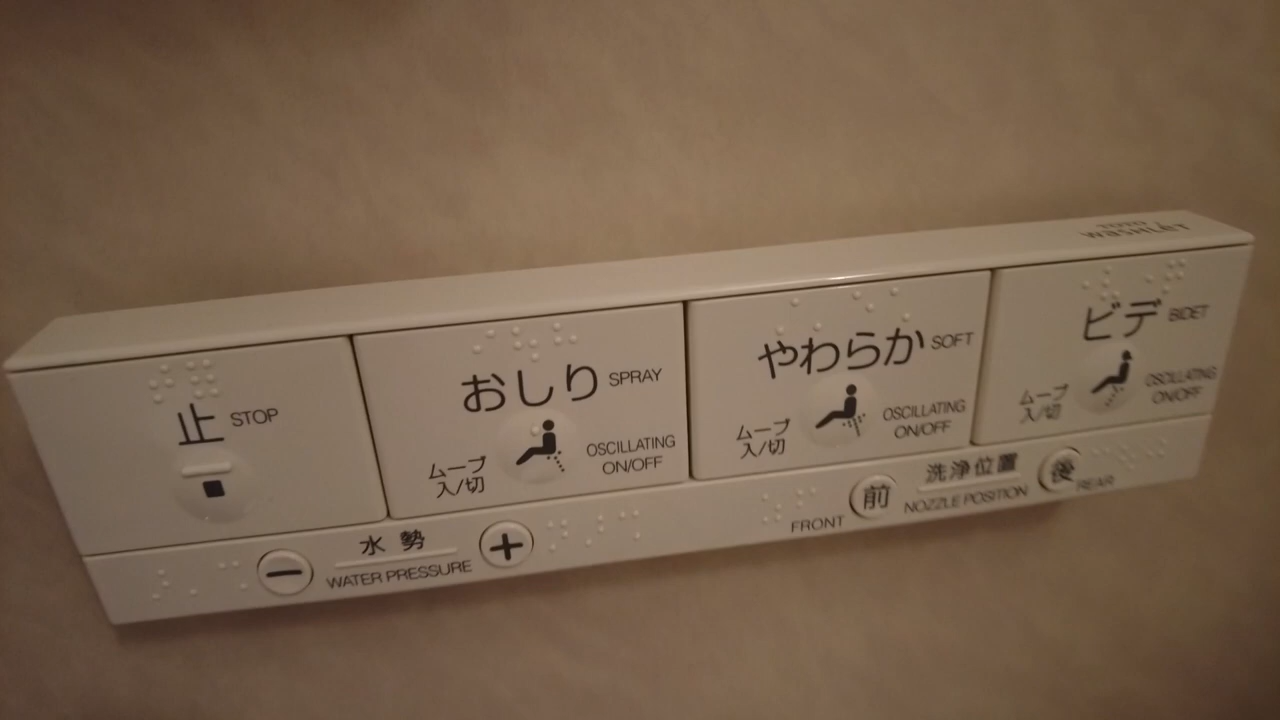 TOTO
WASHLET
止 STOP
おしり SPRAY
ムーブ
入/切
OSCILLATING
ON/OFF
やわらか SOFT
ムーブ
入/切
OSCILLATING
ON/OFF
ビデ BIDET
ムーブ
入/切
OSCILLATING
ON/OFF
− 水勢 +
WATER PRESSURE
FRONT 前 洗浄位置 後 REAR
NOZZLE POSITION